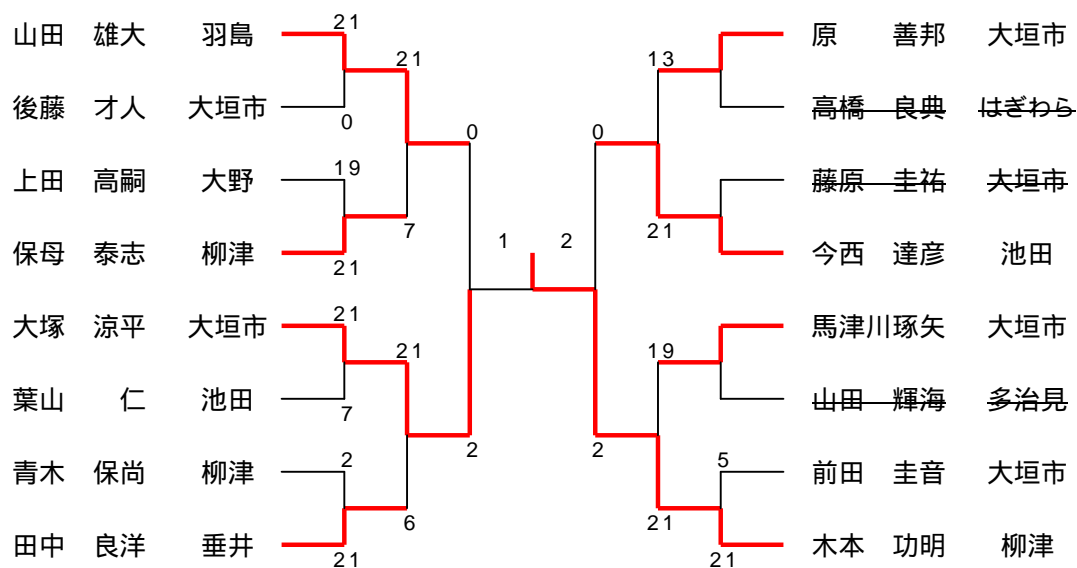 21
山田 雄大 羽島 原 善邦 大垣市
21 13
後藤 才人 大垣市 高橋 良典 はぎわら
0
0 0
19
上田 高嗣 大野 藤原 圭祐 大垣市
7 21
1 2
保母 泰志 柳津 今西 達彦 池田
21
21
大塚 涼平 大垣市 馬津川琢矢 大垣市
21 19
葉山 仁 池田 山田 輝海 多治見
7
2 2
2 5
青木 保尚 柳津 前田 圭音 大垣市
6 21
田中 良洋 垂井 木本 功明 柳津
21 21